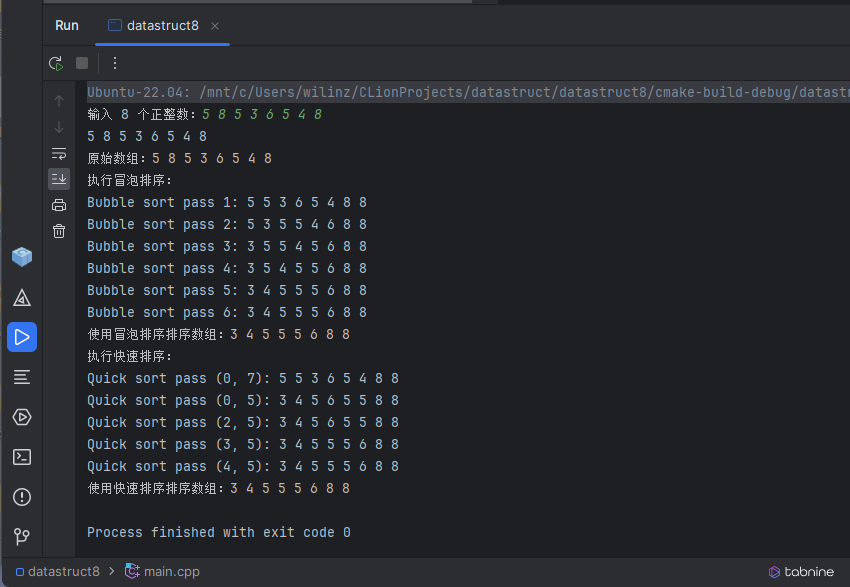 Run datastruct8
Ubuntu-22.04: /mnt/c/Users/wilinz/CLionProjects/datastruct/datastruct8/cmake-build-debug/datastr
输入 8 个正整数：5 8 5 3 6 5 4 8
5 8 5 3 6 5 4 8
原始数组：5 8 5 3 6 5 4 8
执行冒泡排序：
Bubble sort pass 1: 5 5 3 6 5 4 8 8
Bubble sort pass 2: 5 3 5 5 4 6 8 8
Bubble sort pass 3: 3 5 5 4 5 6 8 8
Bubble sort pass 4: 3 5 4 5 5 6 8 8
Bubble sort pass 5: 3 4 5 5 5 6 8 8
Bubble sort pass 6: 3 4 5 5 5 6 8 8
使用冒泡排序排序数组：3 4 5 5 5 6 8 8
执行快速排序：
Quick sort pass (0, 7): 5 5 3 6 5 4 8 8
Quick sort pass (0, 5): 3 4 5 6 5 5 8 8
Quick sort pass (2, 5): 3 4 5 6 5 5 8 8
Quick sort pass (3, 5): 3 4 5 5 5 6 8 8
Quick sort pass (4, 5): 3 4 5 5 5 6 8 8
使用快速排序排序数组：3 4 5 5 5 6 8 8
Process finished with exit code 0
datastruct8 > main.cpp
tabnine